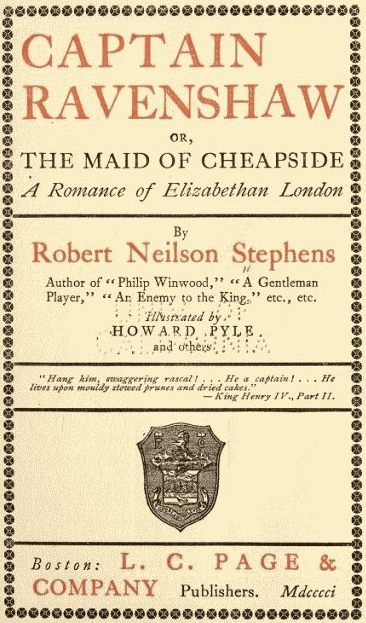 CAPTAIN
RAVENSHAW
OR,
THE MAID OF CHEAPSIDE
A Romance of Elizabethan London
By
Robert Neilson Stephens
Author of "Philip Winwood," "A Gentleman
Player," "An Enemy to the King," etc., etc.
Illustrated by
HOWARD PYLE
and others
"Hang him, swaggering rascal! . . . He a captain! . . . He
lives upon mouldy stewed prunes and dried cakes."
— King Henry IV., Part II.
Boston: L. C. PAGE &
COMPANY Publishers. Mdcccci